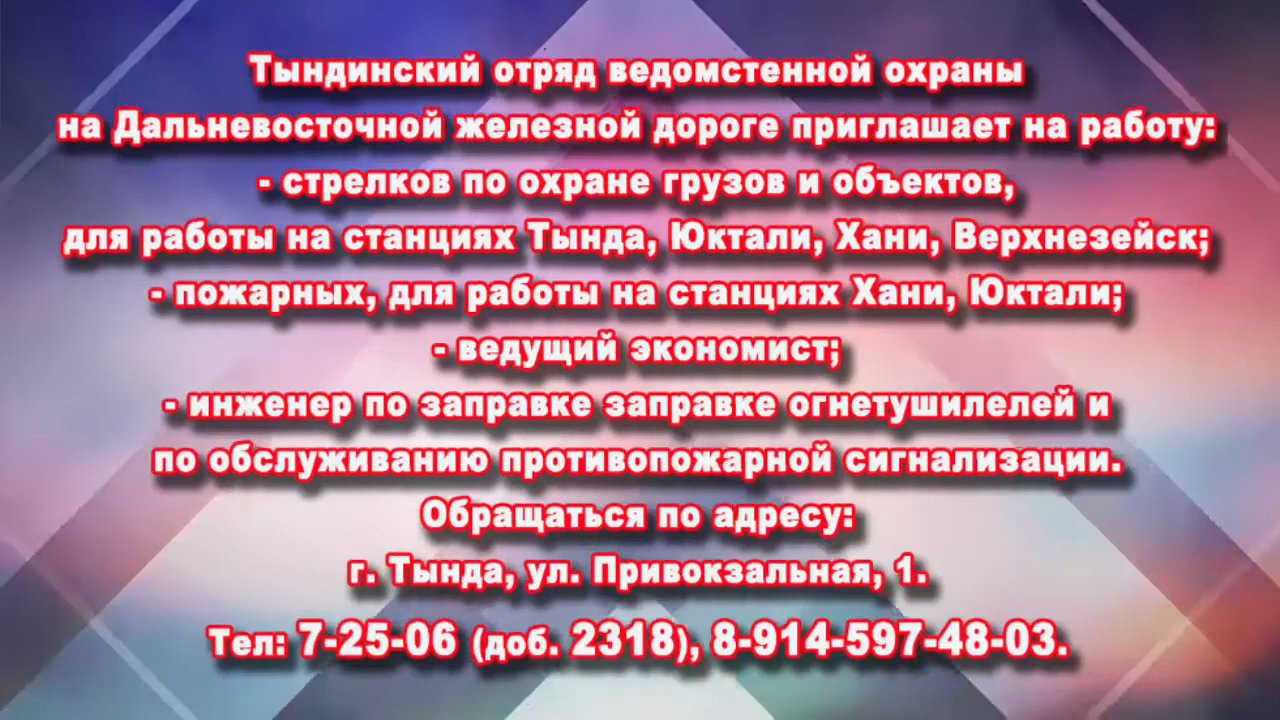 Тындинский отряд ведомстенной охраны
на Дальневосточной железной дороге приглашает на работу:
- стрелков по охране грузов и объектов,
для работы на станциях Тында, Юктали, Хани, Верхнезейск;
- пожарных, для работы на станциях Хани, Юктали;
- ведущий экономист;
- инженер по заправке заправке огнетушилелей и
по обслуживанию противопожарной сигнализации.
Обращаться по адресу:
г. Тында, ул. Привокзальная, 1.
Тел: 7-25-06 (доб. 2318), 8-914-597-48-03.